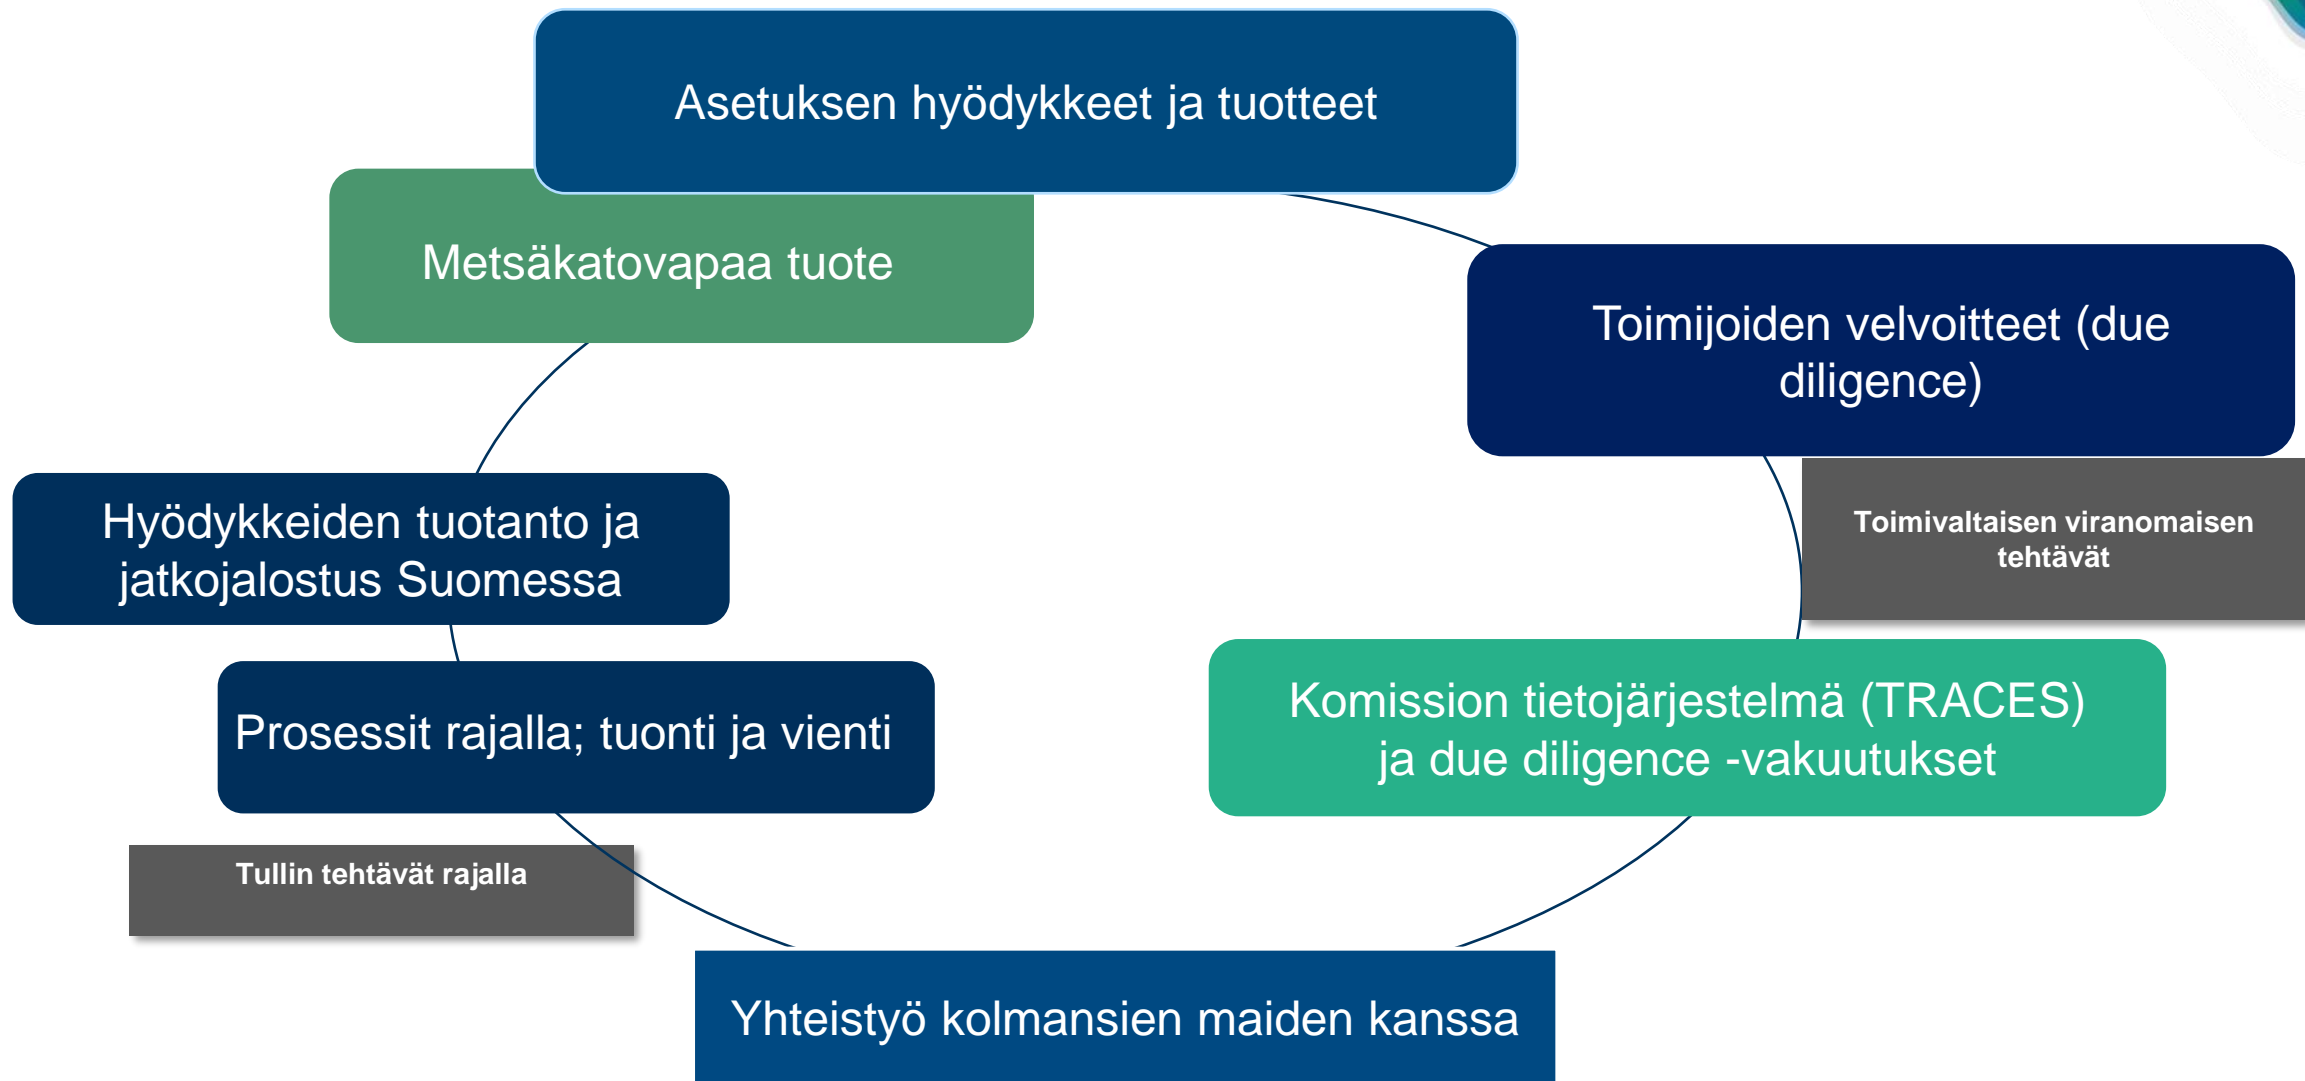 Asetuksen hyödykkeet ja tuotteet
Metsäkatovapaa tuote
Toimijoiden velvoitteet (due
diligence)
Toimivaltaisen viranomaisen
tehtävät
Hyödykkeiden tuotanto ja
jatkojalostus Suomessa
Prosessit rajalla; tuonti ja vienti
Komission tietojärjestelmä (TRACES)
ja due diligence -vakuutukset
Tullin tehtävät rajalla
Yhteistyö kolmansien maiden kanssa